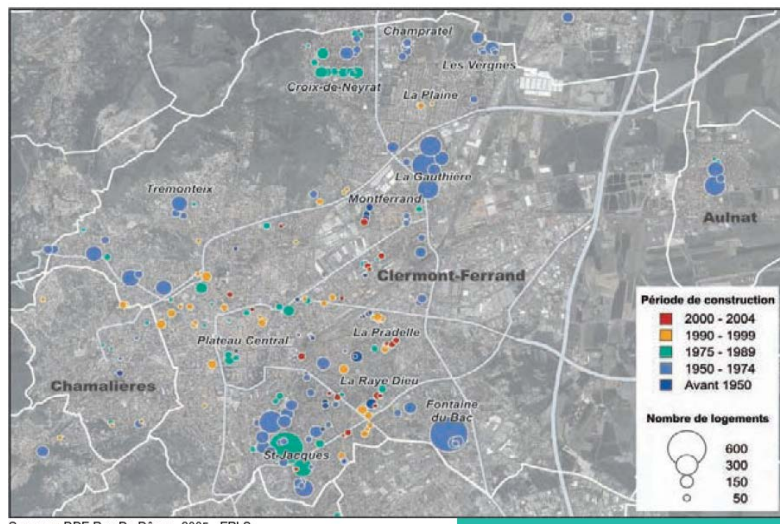 Champratel
Les Vergnes
Croix-de-Neyrat
La Plaine
La Gauthière
Trémonteix
Montferrand
Aulnat
Clermont-Ferrand
Période de construction
2000 - 2004
1990 - 1999
1975 - 1989
1950 - 1974
Avant 1950
La Pradelle
Plateau Central
Chamalières
La Raye Dieu
Fontaine
du Bac
St-Jacques
Nombre de logements
600
300
150
50